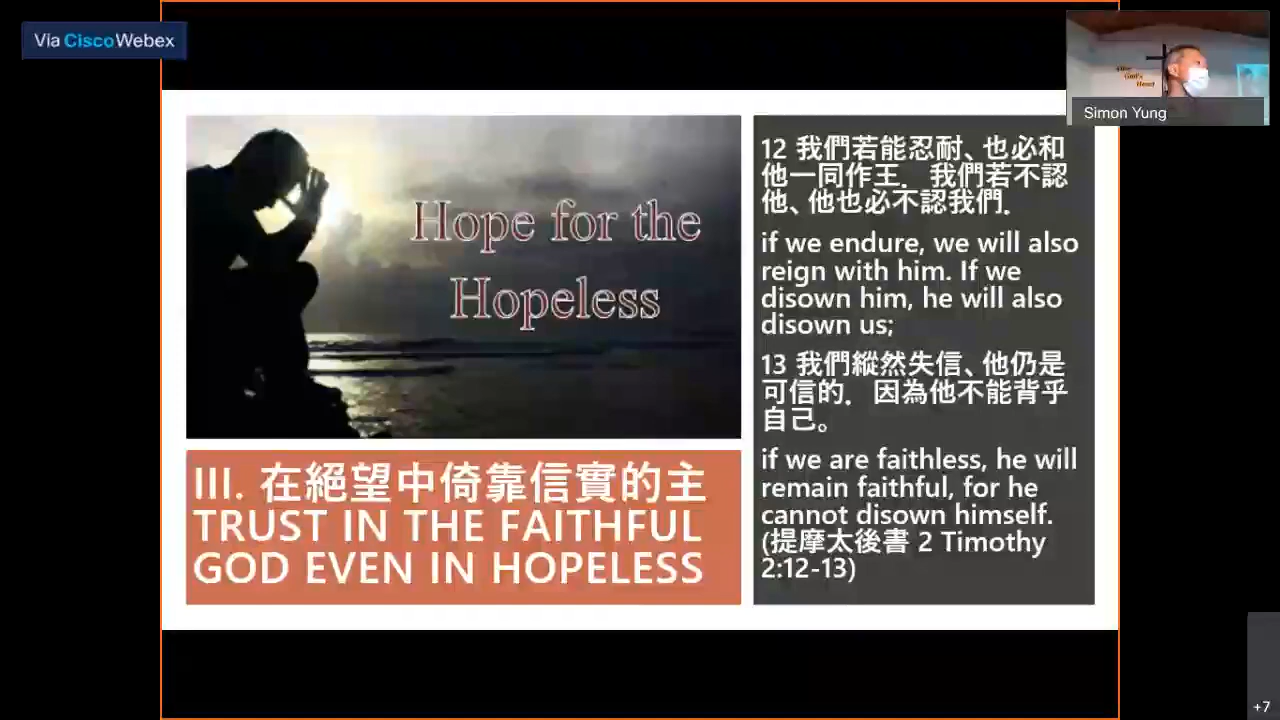 Via Cisco Webex
Simon Yung
Hope for the
Hopeless
III. 在絕望中倚靠信實的主
TRUST IN THE FAITHFUL
GOD EVEN IN HOPELESS
12 我們若能忍耐、也必和
他一同作王．我們若不認
他、他也必不認我們．
if we endure, we will also
reign with him. If we
disown him, he will also
disown us;
13 我們縱然失信、他仍是
可信的．因為他不能背乎
自己。
if we are faithless, he will
remain faithful, for he
cannot disown himself.
(提摩太後書 2 Timothy
2:12-13)
+7